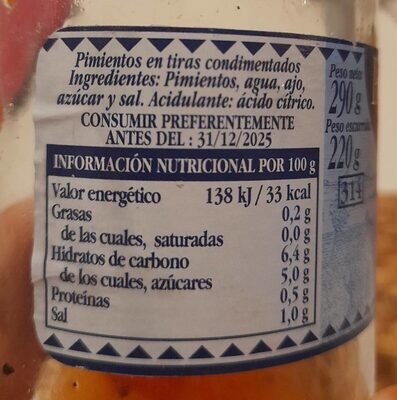 Pimientos en tiras condimentados
Ingredientes: Pimientos, agua, ajo,
azúcar y sal. Acidulante: ácido cítrico.
CONSUMIR PREFERENTEMENTE
ANTES DEL : 31/12/2025
INFORMACIÓN NUTRICIONAL POR 100 g
Valor energético 138 kJ / 33 kcal
Grasas 0,2 g
de las cuales, saturadas 0,0 g
Hidratos de carbono 6,4 g
de los cuales, azúcares 5,0 g
Proteínas 0,5 g
Sal 1,0 g
Peso neto
290 g
Peso escurrido
220 g
314